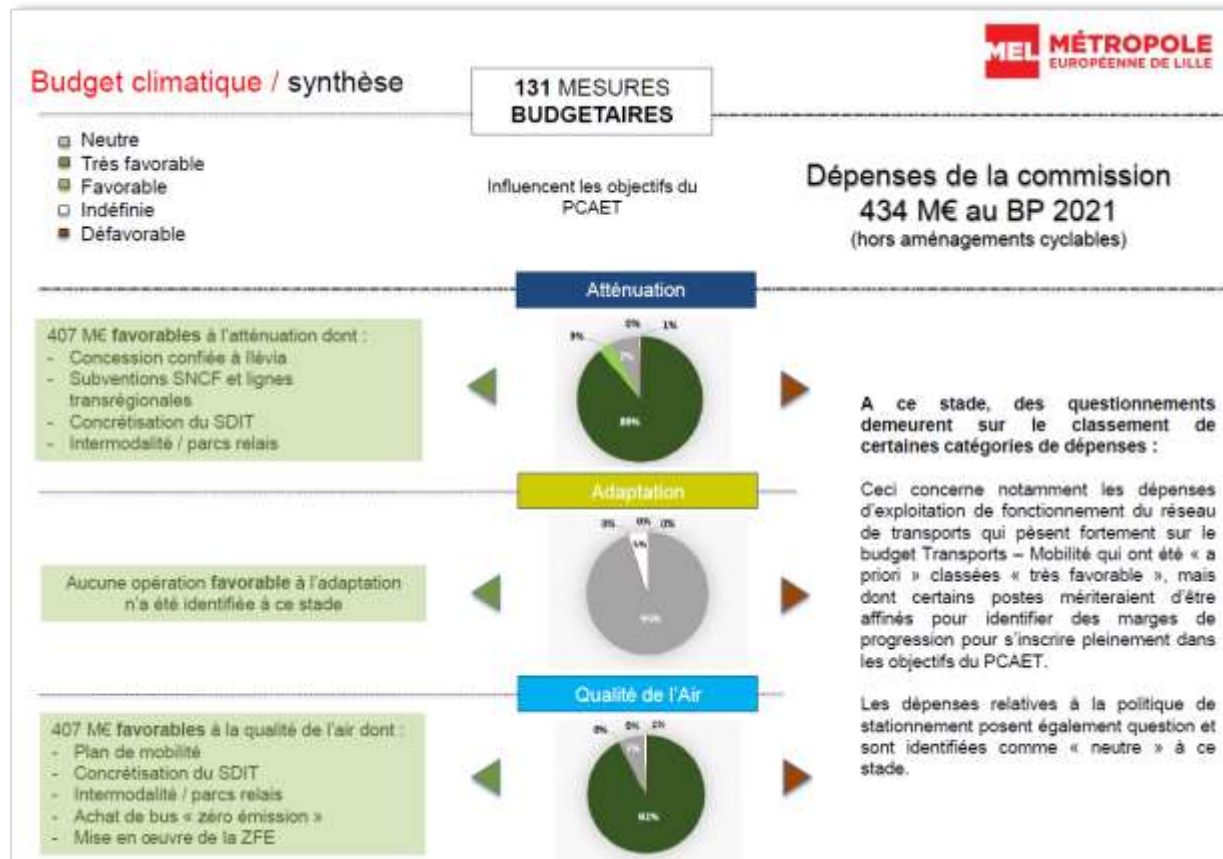 MEL MÉTROPOLE
EUROPÉENNE DE LILLE
Budget climatique / synthèse
131 MESURES
BUDGETAIRES
Neutre
Très favorable
Favorable
Indéfinie
Défavorable
Influencent les objectifs du
PCAET
Dépenses de la commission
434 M€ au BP 2021
(hors aménagements cyclables)
Atténuation
407 M€ favorables à l'atténuation dont :
- Concession confiée à Ilévia
- Subventions SNCF et lignes
transrégionales
- Concrétisation du SDIT
- Intermodalité / parcs relais
0% 1%
A ce stade, des questionnements
demeurent sur le classement de
certaines catégories de dépenses :
Ceci concerne notamment les dépenses
d'exploitation de fonctionnement du réseau
de transports qui pèsent fortement sur le
budget Transports – Mobilité qui ont été « a
priori » classées « très favorable », mais
dont certains postes mériteraient d'être
affinés pour identifier des marges de
progression pour s'inscrire pleinement dans
les objectifs du PCAET.
Les dépenses relatives à la politique de
stationnement posent également question et
sont identifiées comme « neutre » à ce
stade.
Adaptation
0% 0% 0%
Aucune opération favorable à l'adaptation
n'a été identifiée à ce stade
Qualité de l'Air
407 M€ favorables à la qualité de l'air dont :
- Plan de mobilité
- Concrétisation du SDIT
- Intermodalité / parcs relais
- Achat de bus « zéro émission »
- Mise en œuvre de la ZFE
0% 0% 1%